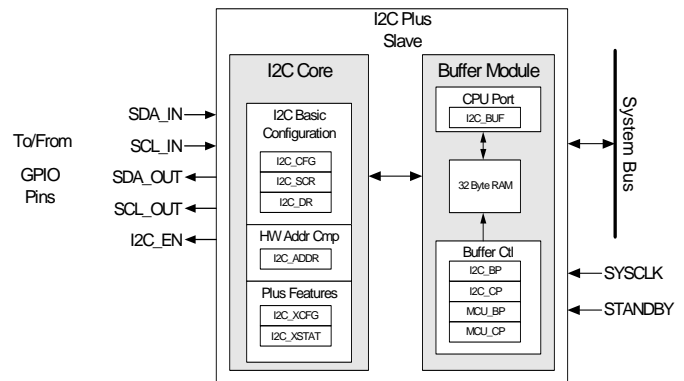 I2C Plus
Slave
I2C Core
Buffer Module
CPU Port
I2C_BUF
32 Byte RAM
Buffer Ctl
I2C_BP
I2C_CP
MCU_BP
MCU_CP
I2C Basic
Configuration
I2C_CFG
I2C_SCR
I2C_DR
HW Addr Cmp
I2C_ADDR
Plus Features
I2C_XCFG
I2C_XSTAT
To/From
GPIO
Pins
SDA_IN
SCL_IN
SDA_OUT
SCL_OUT
I2C_EN
System Bus
SYSCLK
STANDBY